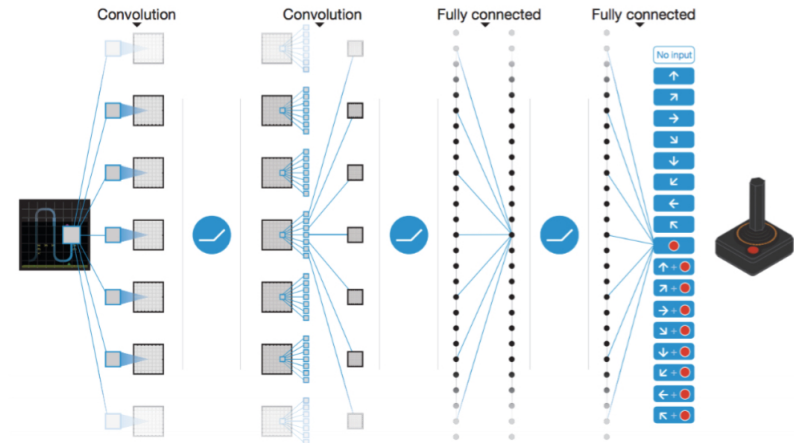 Convolution
Convolution
Fully connected
Fully connected
No input
+
+
+
+
+
+
+
+